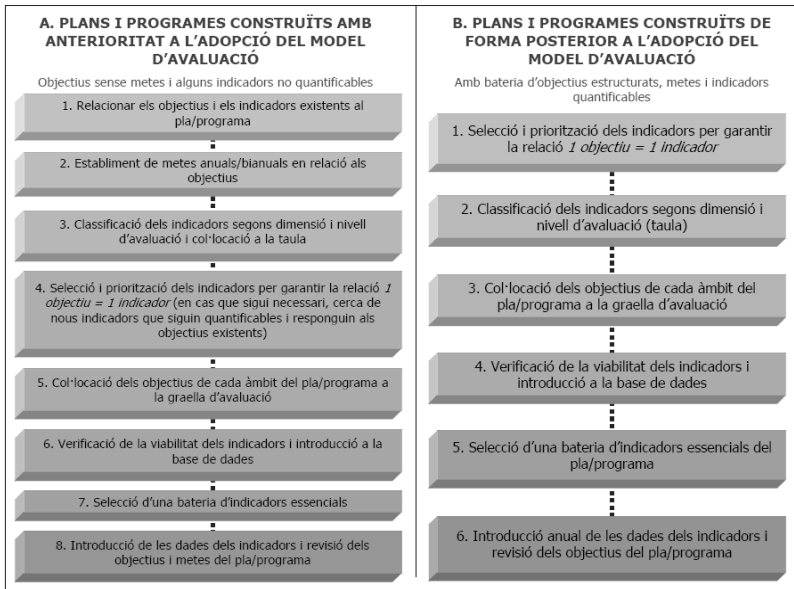 A. PLANS I PROGRAMES CONSTRUÏTS AMB
ANTERIORITAT A L'ADOPCIÓ DEL MODEL
D'AVALUACIÓ
Objectius sense metes i alguns indicadors no quantificables
1. Relacionar els objectius i els indicadors existents al
pla/programa
2. Establiment de metes anuals/bianuals en relació als
objectius
3. Classificació dels indicadors segons dimensió i nivell
d'avaluació i col·locació a la taula
4. Selecció i priorització dels indicadors per garantir la relació 1
objectiu = 1 indicador (en cas que sigui necessari, cerca de
nous indicadors que siguin quantificables i responguin als
objectius existents)
5. Col·locació dels objectius de cada àmbit del pla/programa a
la graella d'avaluació
6. Verificació de la viabilitat dels indicadors i introducció a la
base de dades
7. Selecció d'una bateria d'indicadors essencials
8. Introducció de les dades dels indicadors i revisió dels
objectius i metes del pla/programa
B. PLANS I PROGRAMES CONSTRUÏTS DE
FORMA POSTERIOR A L'ADOPCIÓ DEL
MODEL D'AVALUACIÓ
Amb bateria d'objectius estructurats, metes i indicadors
quantificables
1. Selecció i priorització dels indicadors per garantir
la relació 1 objectiu = 1 indicador
2. Classificació dels indicadors segons dimensió i
nivell d'avaluació (taula)
3. Col·locació dels objectius de cada àmbit del
pla/programa a la graella d'avaluació
4. Verificació de la viabilitat dels indicadors i
introducció a la base de dades
5. Selecció d'una bateria d'indicadors essencials del
pla/programa
6. Introducció anual de les dades dels indicadors i
revisió dels objectius del pla/programa